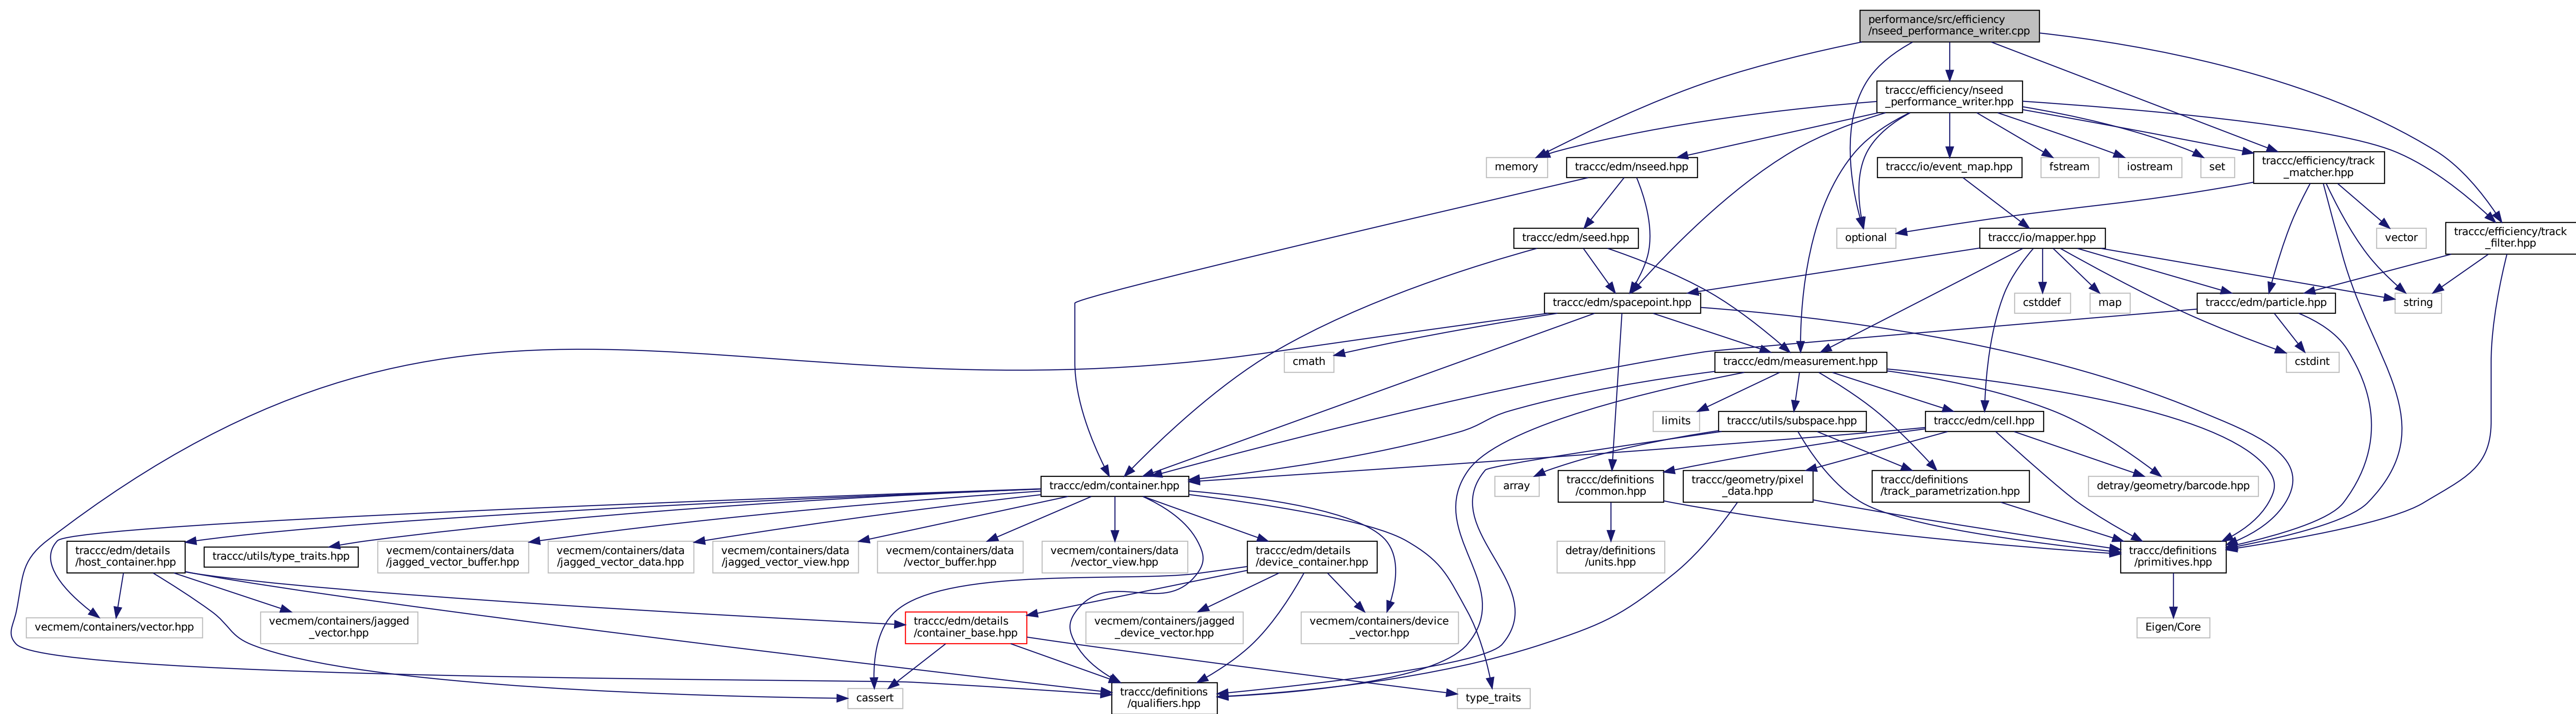 performance/src/efficiency
/nseed_performance_writer.cpp
traccc/efficiency/nseed
_performance_writer.hpp
memory
traccc/edm/nseed.hpp
traccc/io/event_map.hpp
fstream
iostream
set
traccc/efficiency/track
_matcher.hpp
traccc/edm/seed.hpp
optional
traccc/io/mapper.hpp
vector
traccc/efficiency/track
_filter.hpp
traccc/edm/spacepoint.hpp
cstddef
map
traccc/edm/particle.hpp
string
cmath
traccc/edm/measurement.hpp
cstdint
limits
traccc/utils/subspace.hpp
traccc/edm/cell.hpp
traccc/edm/container.hpp
array
traccc/definitions
/common.hpp
traccc/geometry/pixel
_data.hpp
traccc/definitions
/track_parametrization.hpp
detray/geometry/barcode.hpp
traccc/edm/details
/host_container.hpp
traccc/utils/type_traits.hpp
vecmem/containers/data
/jagged_vector_buffer.hpp
vecmem/containers/data
/jagged_vector_data.hpp
vecmem/containers/data
/jagged_vector_view.hpp
vecmem/containers/data
/vector_buffer.hpp
vecmem/containers/data
/vector_view.hpp
traccc/edm/details
/device_container.hpp
detray/definitions
/units.hpp
traccc/definitions
/primitives.hpp
vecmem/containers/vector.hpp
vecmem/containers/jagged
_vector.hpp
traccc/edm/details
/container_base.hpp
vecmem/containers/jagged
_device_vector.hpp
vecmem/containers/device
_vector.hpp
Eigen/Core
cassert
traccc/definitions
/qualifiers.hpp
type_traits